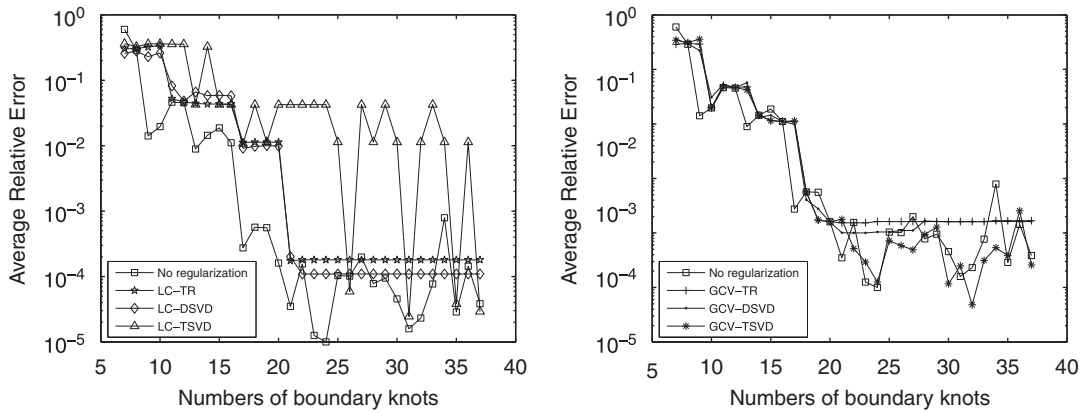 10^0
10^-1
10^-2
10^-3
10^-4
10^-5
Average Relative Error
No regularization
LC–TR
LC–DSVD
LC–TSVD
5 10 15 20 25 30 35 40
Numbers of boundary knots
10^0
10^-1
10^-2
10^-3
10^-4
10^-5
Average Relative Error
No regularization
GCV–TR
GCV–DSVD
GCV–TSVD
5 10 15 20 25 30 35 40
Numbers of boundary knots